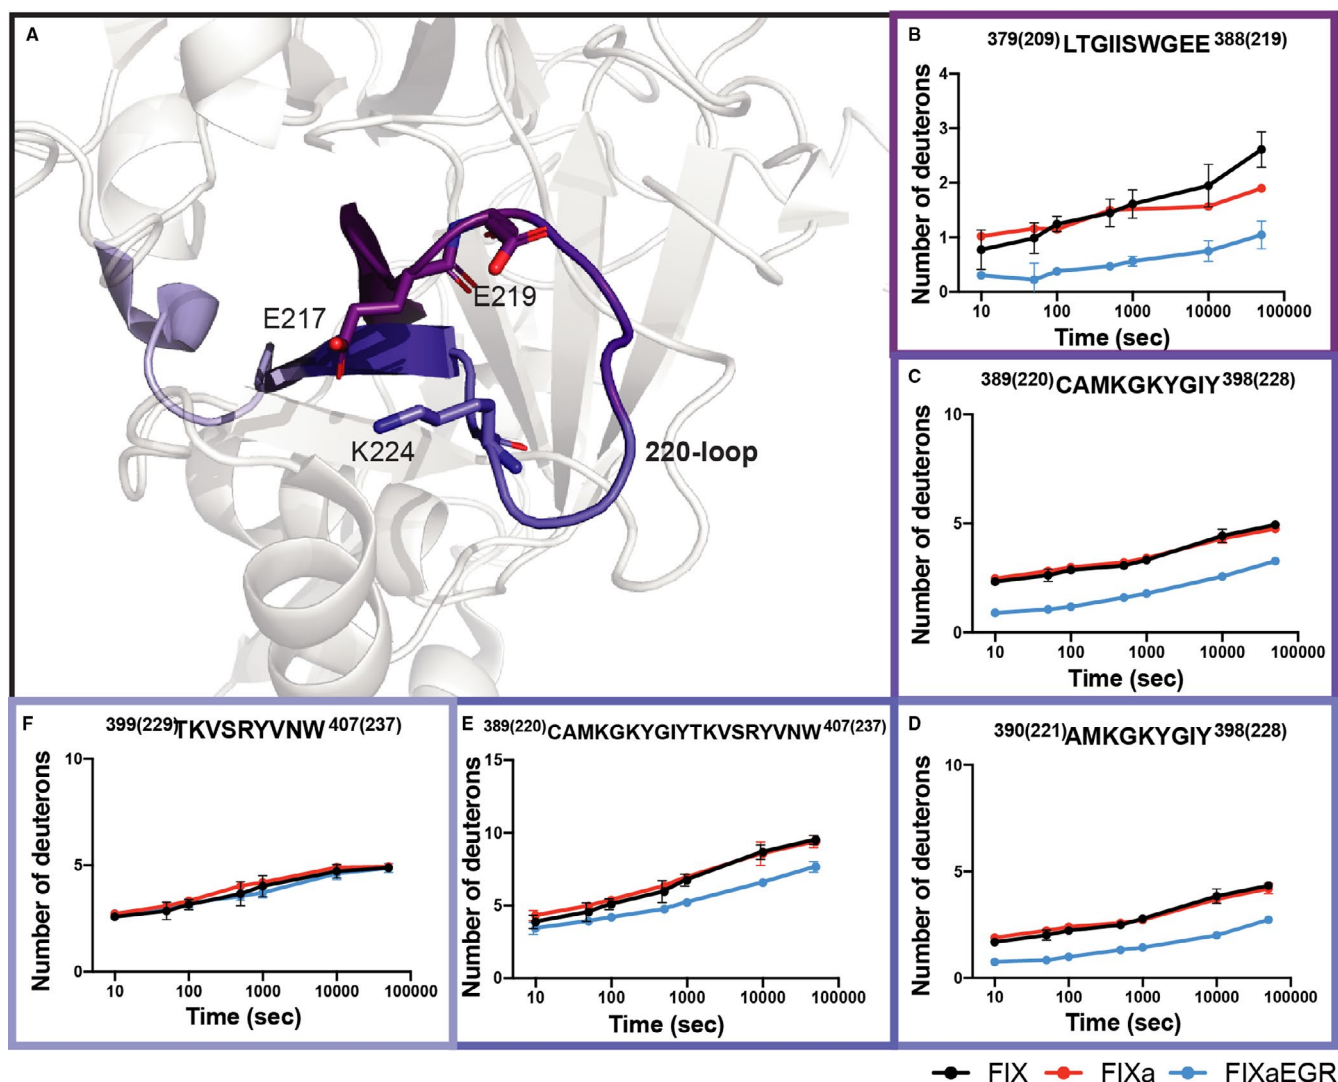 A
E217
E219
K224
220-loop
B
379(209)LTGIISWGEE388(219)
Number of deuterons
4
3
2
1
0
10 100 1000 10000 100000
Time (sec)
C
389(220)CAMKGKYGIY398(228)
Number of deuterons
10
5
0
10 100 1000 10000 100000
Time (sec)
F
399(229)TKVSRYVNW407(237)
Number of deuterons
10
5
0
10 100 1000 10000 100000
Time (sec)
E
389(220)CAMKGKYGIYTKVSRYVNW407(237)
Number of deuterons
15
10
5
0
10 100 1000 10000 100000
Time (sec)
D
390(221)AMKGKYGIY398(228)
Number of deuterons
10
5
0
10 100 1000 10000 100000
Time (sec)
FIX FIXa FIXaEGR